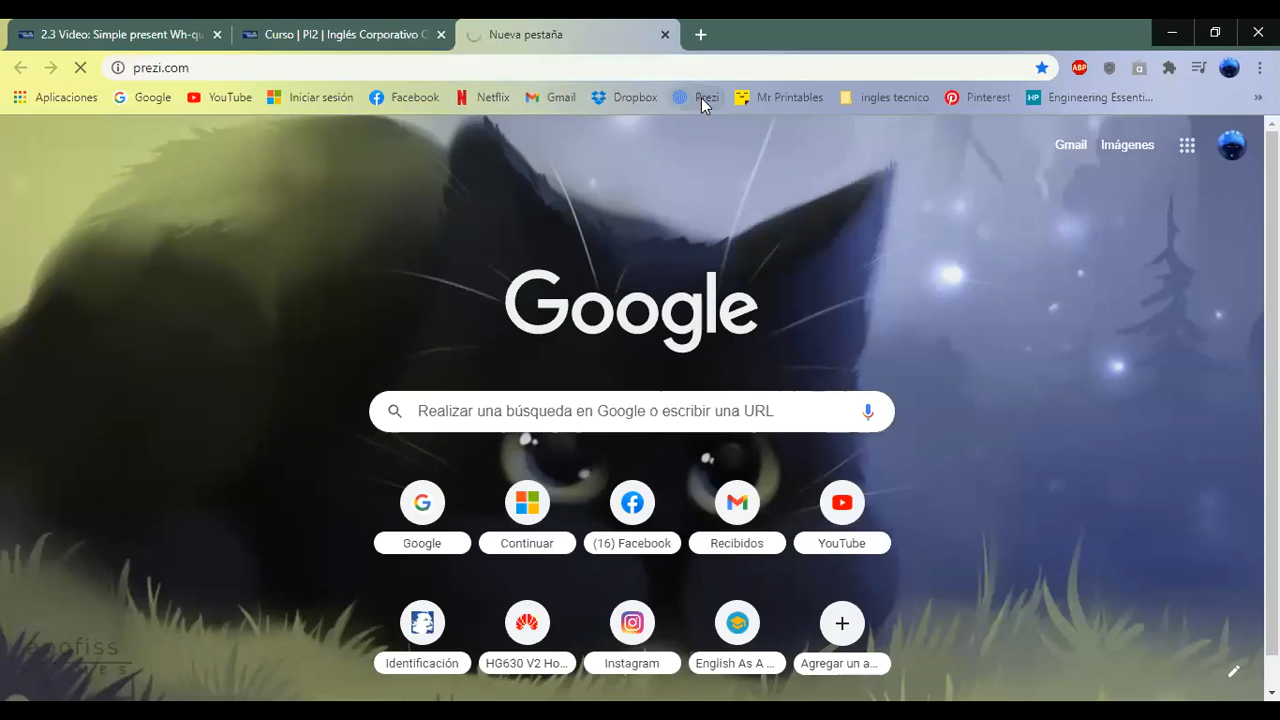 2.3 Video: Simple present Wh-qu
Curso | PI2 | Inglés Corporativo C
Nueva pestaña
prezi.com
ABP
Aplicaciones
Google
YouTube
Iniciar sesión
Facebook
Netflix
Gmail
Dropbox
Prezi
Mr Printables
ingles tecnico
Pinterest
HP
Engineering Essenti...
»
Gmail
Imágenes
Google
Realizar una búsqueda en Google o escribir una URL
Google
Continuar
(16) Facebook
Recibidos
YouTube
Identificación
HG630 V2 Ho...
Instagram
English As A ...
Agregar un a...